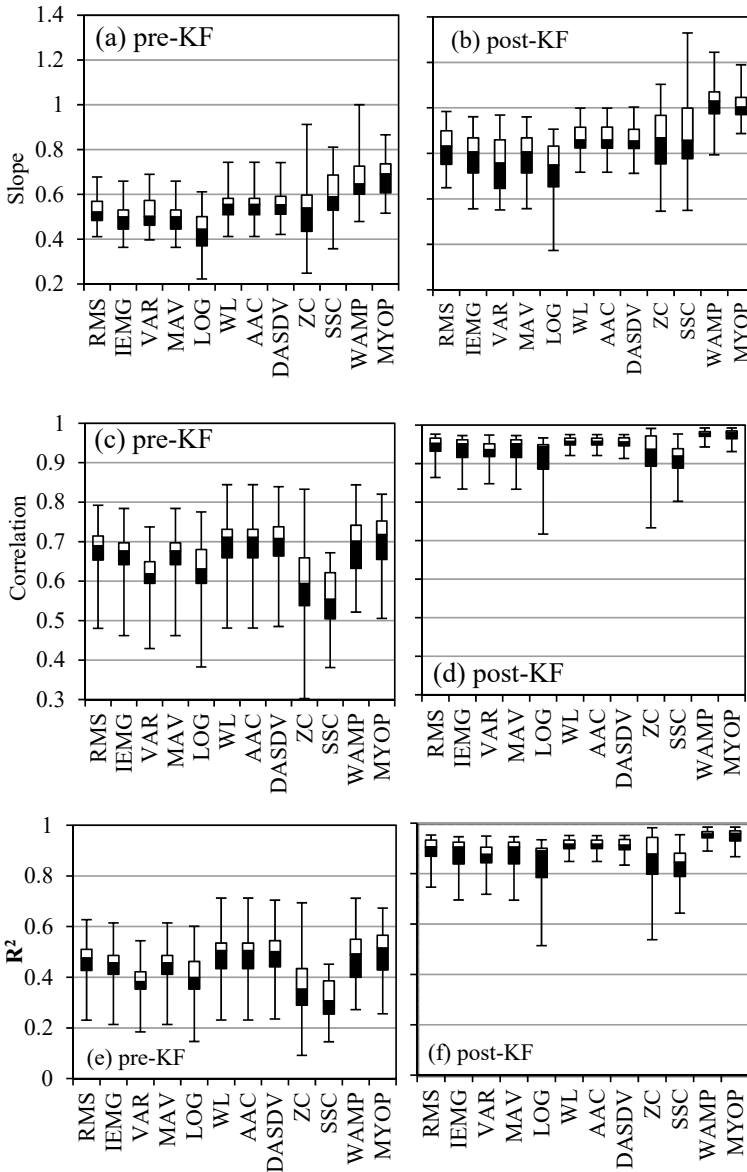 (a) pre-KF
Slope
1.4
1.2
1
0.8
0.6
0.4
0.2
RMS
IEMG
VAR
MAV
LOG
WL
AAC
DASDV
ZC
SSC
WAMP
MYOP
(b) post-KF
RMS
IEMG
VAR
MAV
LOG
WL
AAC
DASDV
ZC
SSC
WAMP
MYOP
(c) pre-KF
Correlation
1
0.9
0.8
0.7
0.6
0.5
0.4
0.3
RMS
IEMG
VAR
MAV
LOG
WL
AAC
DASDV
ZC
SSC
WAMP
MYOP
(d) post-KF
RMS
IEMG
VAR
MAV
LOG
WL
AAC
DASDV
ZC
SSC
WAMP
MYOP
R²
1
0.8
0.6
0.4
0.2
0
(e) pre-KF
RMS
IEMG
VAR
MAV
LOG
WL
AAC
DASDV
ZC
SSC
WAMP
MYOP
(f) post-KF
RMS
IEMG
VAR
MAV
LOG
WL
AAC
DASDV
ZC
SSC
WAMP
MYOP